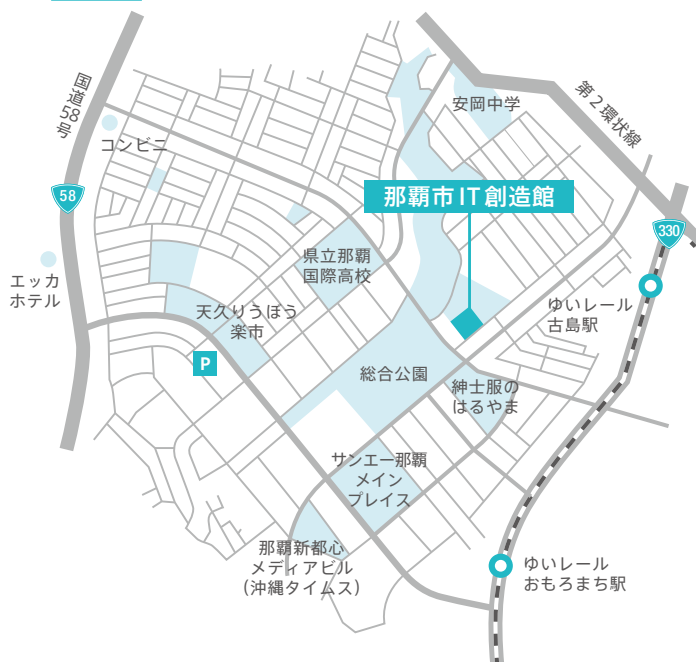 国道58号
58
コンビニ
エッカ
ホテル
安岡中学
第2環状線
那覇市IT創造館
330
県立那覇
国際高校
ゆいレール
古島駅
天久りうぼう
楽市
P
総合公園
紳士服の
はるやま
サンエー那覇
メイン
プレイス
那覇新都心
メディアビル
(沖縄タイムス)
ゆいレール
おもろまち駅